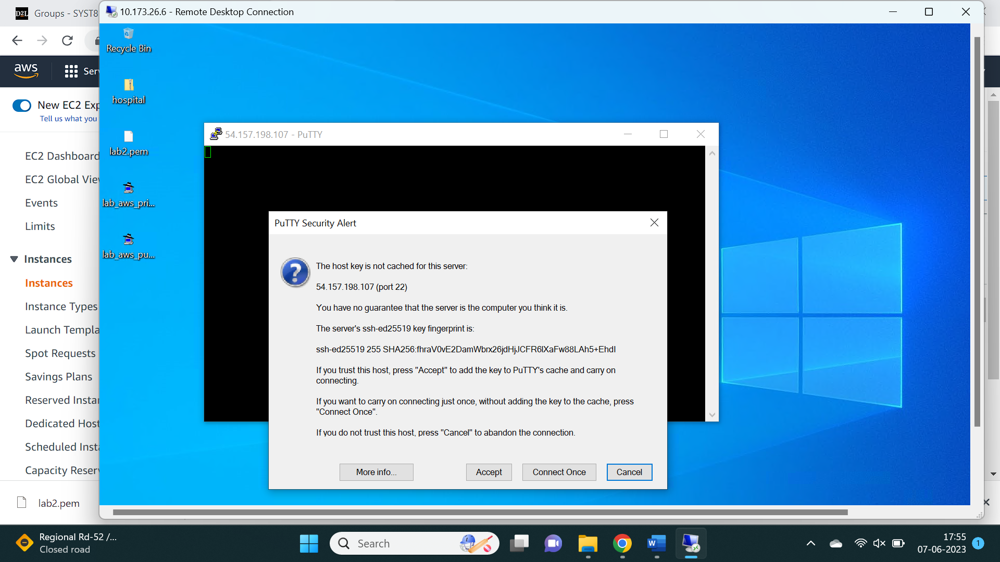 D2L Groups - SYST8
10.173.26.6 - Remote Desktop Connection
aws
New EC2 Exp
Tell us what you
EC2 Dashboard
EC2 Global
Events
Limits
Instances
Instances
Instance Types
Launch Templa
Spot Requests
Savings Plans
Reserved Instan
Dedicated Host
Scheduled Insta
Capacity Reserv
lab2.pem
Recycle Bin
hospital
lab2.pem
lab_aws_pri...
lab_aws_pu...
54.157.198.107 - PuTTY
PuTTY Security Alert
The host key is not cached for this server:
54.157.198.107 (port 22)
You have no guarantee that the server is the computer you think it is.
The server's ssh-ed25519 key fingerprint is:
ssh-ed25519 255 SHA256:fhraV0vE2DamWbrx26jdHjJCFR6lXaFw88LAh5+EhdI
If you trust this host, press "Accept" to add the key to PuTTY's cache and carry on
connecting.
If you want to carry on connecting just once, without adding the key to the cache, press
"Connect Once".
If you do not trust this host, press "Cancel" to abandon the connection.
More info...
Accept
Connect Once
Cancel
Regional Rd-52 /...
Closed road
Search
W
17:55
07-06-2023
1